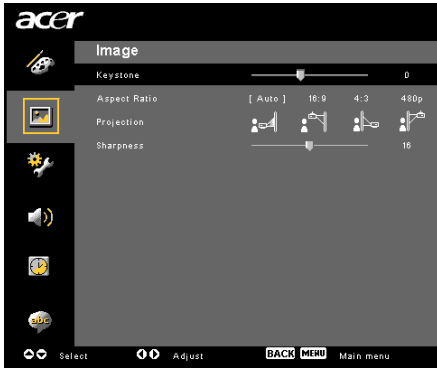 acer
Image
Keystone 0
Aspect Ratio [ Auto ] 16:9 4:3 480p
Projection
Sharpness 16
abc
Select Adjust BACK MENU Main menu